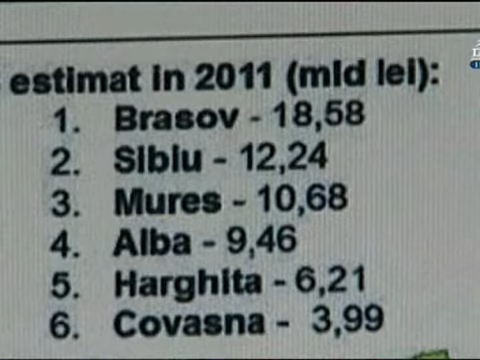 estimat in 2011 (mld lei):
1. Brasov - 18,58
2. Sibiu - 12,24
3. Mures - 10,68
4. Alba - 9,46
5. Harghita - 6,21
6. Covasna - 3,99